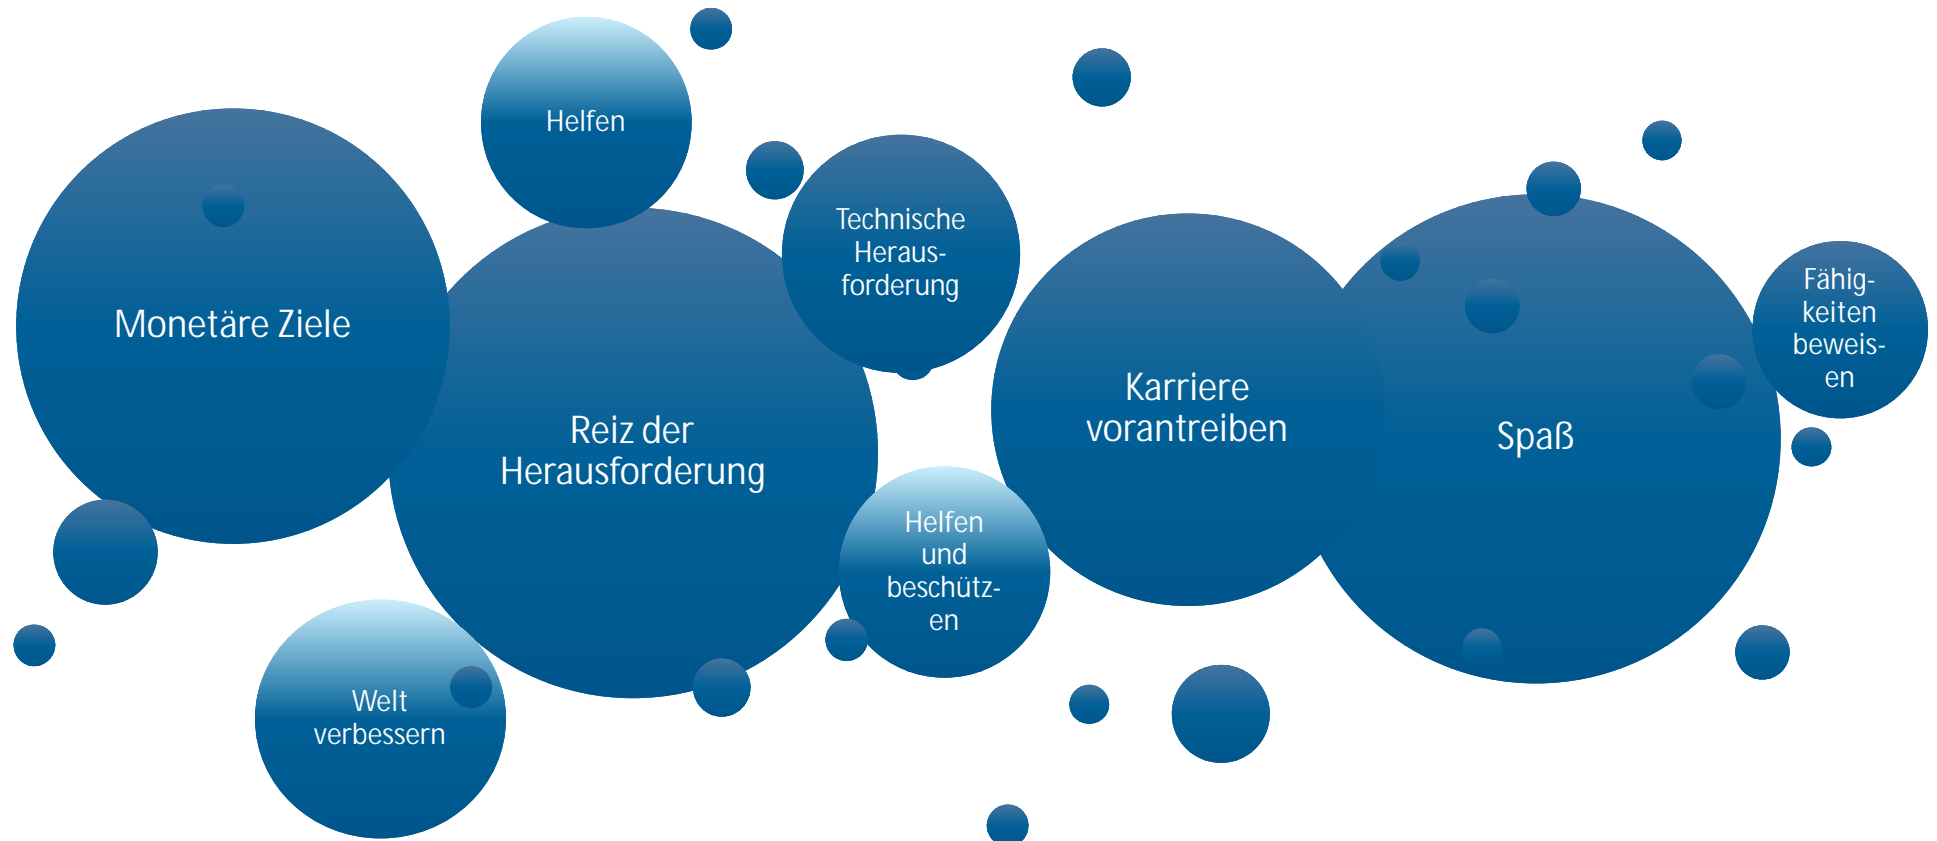 Helfen
Monetäre Ziele
Technische
Heraus-
forderung
Reiz der
Herausforderung
Karriere
vorantreiben
Spaß
Fähig-
keiten
beweis-
en
Helfen
und
beschütz-
en
Welt
verbessern